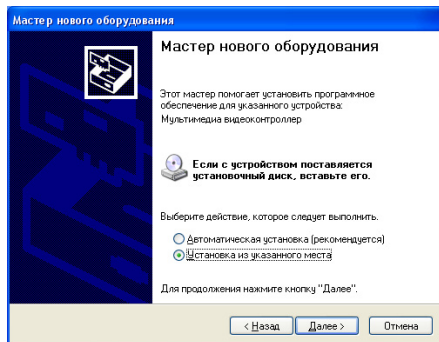 Мастер нового оборудования
Мастер нового оборудования
Этот мастер помогает установить программное
обеспечение для указанного устройства:
Мультимедиа видеоконтроллер
Если с устройством поставляется
установочный диск, вставьте его.
Выберите действие, которое следует выполнить.
Автоматическая установка (рекомендуется)
Установка из указанного места
Для продолжения нажмите кнопку "Далее".
< Назад Далее > Отмена